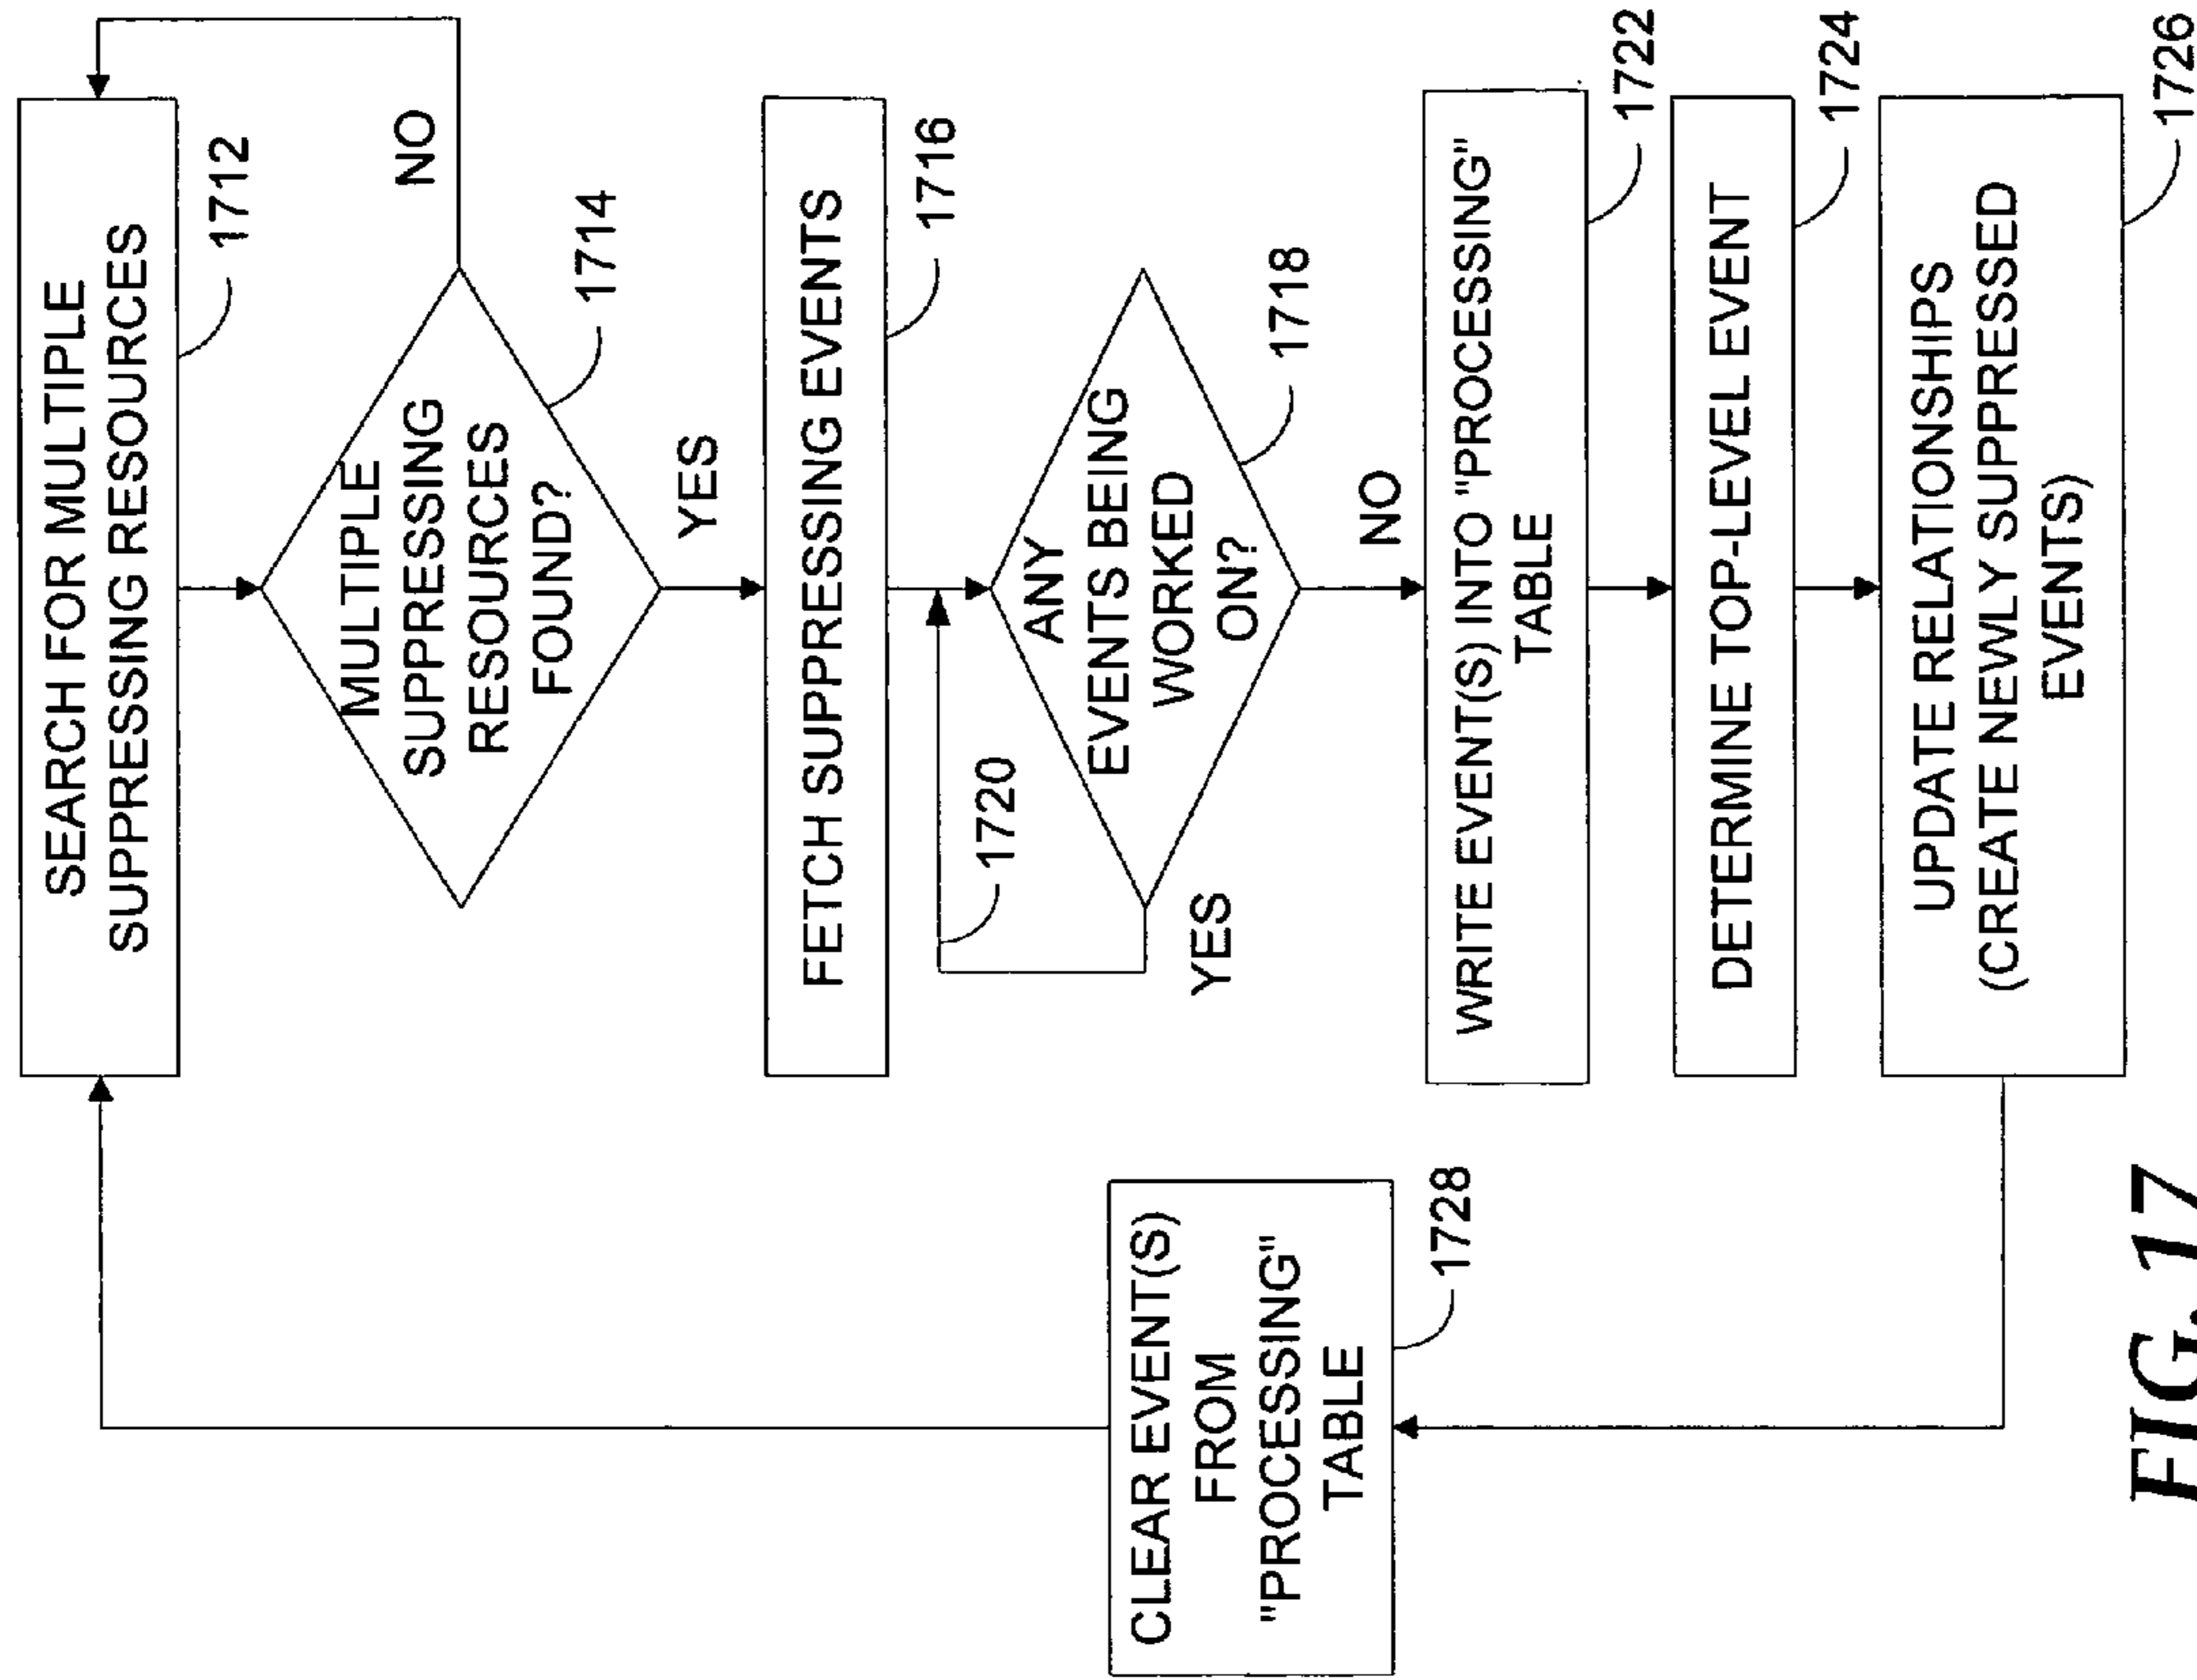 SEARCH FOR MULTIPLE
SUPPRESSING RESOURCES
1712
MULTIPLE
SUPPRESSING
RESOURCES
FOUND?
NO
1714
YES
FETCH SUPPRESSING EVENTS
1716
1720
ANY
EVENTS BEING
WORKED
ON?
1718
YES
NO
WRITE EVENT(S) INTO "PROCESSING"
TABLE
1722
DETERMINE TOP-LEVEL EVENT
1724
UPDATE RELATIONSHIPS
(CREATE NEWLY SUPPRESSED
EVENTS)
1726
CLEAR EVENT(S)
FROM
"PROCESSING"
TABLE
1728
FIG. 17